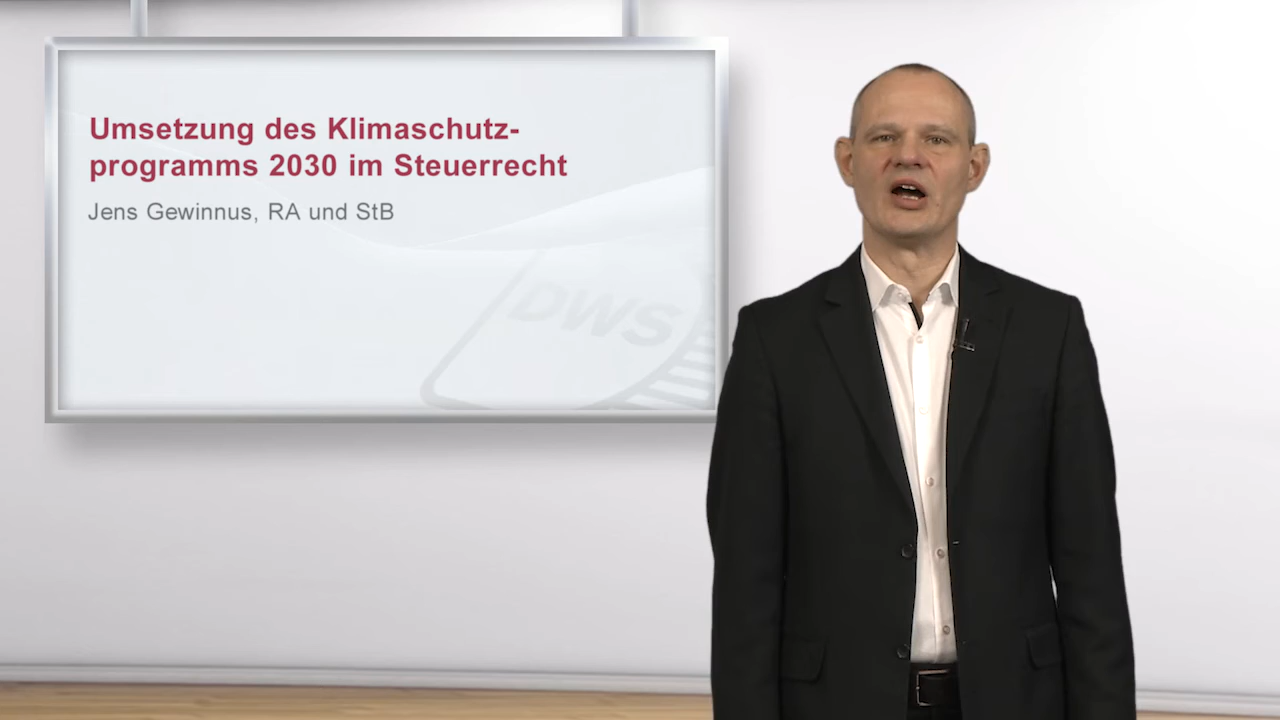 Umsetzung des Klimaschutz-
programms 2030 im Steuerrecht
Jens Gewinnus, RA und StB
DWS